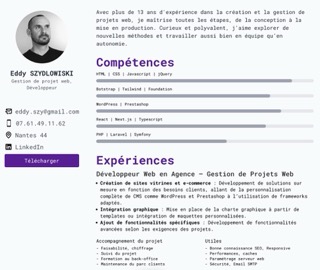 Avec plus de 13 ans d'expérience dans la création et la gestion de
projets web, je maîtrise toutes les étapes, de la conception à la
mise en production. Curieux et polyvalent, j'aime explorer de
nouvelles méthodes et travailler aussi bien en équipe qu'en
autonomie.
Eddy SZYDLOWISKI
Gestion de projet web,
Développeur
eddy.szy@gmail.com
07.61.49.11.62
Nantes 44
LinkedIn
Télécharger
Compétences
HTML | CSS | Javascript | jQuery
Bootstrap | Tailwind | Foundation
WordPress | Prestashop
React | Nest.js | Typescript
PHP | Laravel | Symfony
Expériences
Développeur Web en Agence – Gestion de Projets Web
Création de sites vitrines et e-commerce : Développement de solutions sur
mesure en fonction des besoins clients, allant de la personnalisation
complète de CMS comme WordPress et Prestashop à l'utilisation de frameworks
adaptés.
Intégration graphique : Mise en place de la charte graphique à partir de
templates ou intégration de maquettes personnalisées.
Ajout de fonctionnalités spécifiques : Développement de fonctionnalités
avancées selon les exigences des projets.
Accompagnement du projet
- Faisabilité, chiffrage
- Suivi du projet
- Formation au back-office
- Maintenance du parc clients
Utiles
- Bonne connaissance SEO, Responsive
- Performances, caches
- Paramétrage serveur web
- Sécurité, Email SMTP